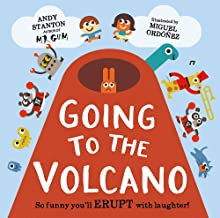 ANDY
STANTON
AUTHOR OF
MR GUM
Illustrated by
MIGUEL
ORDÓÑEZ
GOING
TO THE
VOLCANO
So funny you'll ERUPT with laughter!